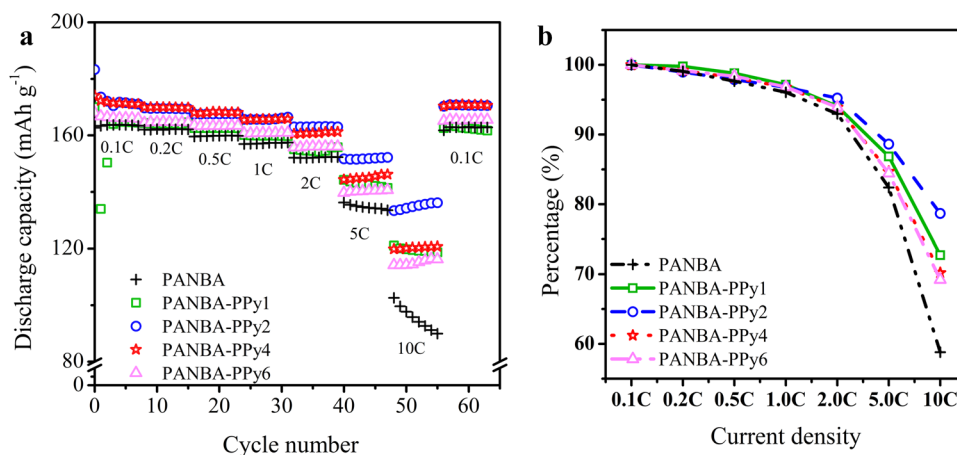 a
Discharge capacity (mAh g⁻¹)
200
160
120
80
0
0.1C
0.2C
0.5C
1C
2C
5C
10C
0.1C
PANBA
PANBA-PPy1
PANBA-PPy2
PANBA-PPy4
PANBA-PPy6
0 10 20 30 40 50 60
Cycle number
b
Percentage (%)
100
90
80
70
60
PANBA
PANBA-PPy1
PANBA-PPy2
PANBA-PPy4
PANBA-PPy6
0.1C 0.2C 0.5C 1.0C 2.0C 5.0C 10C
Current density